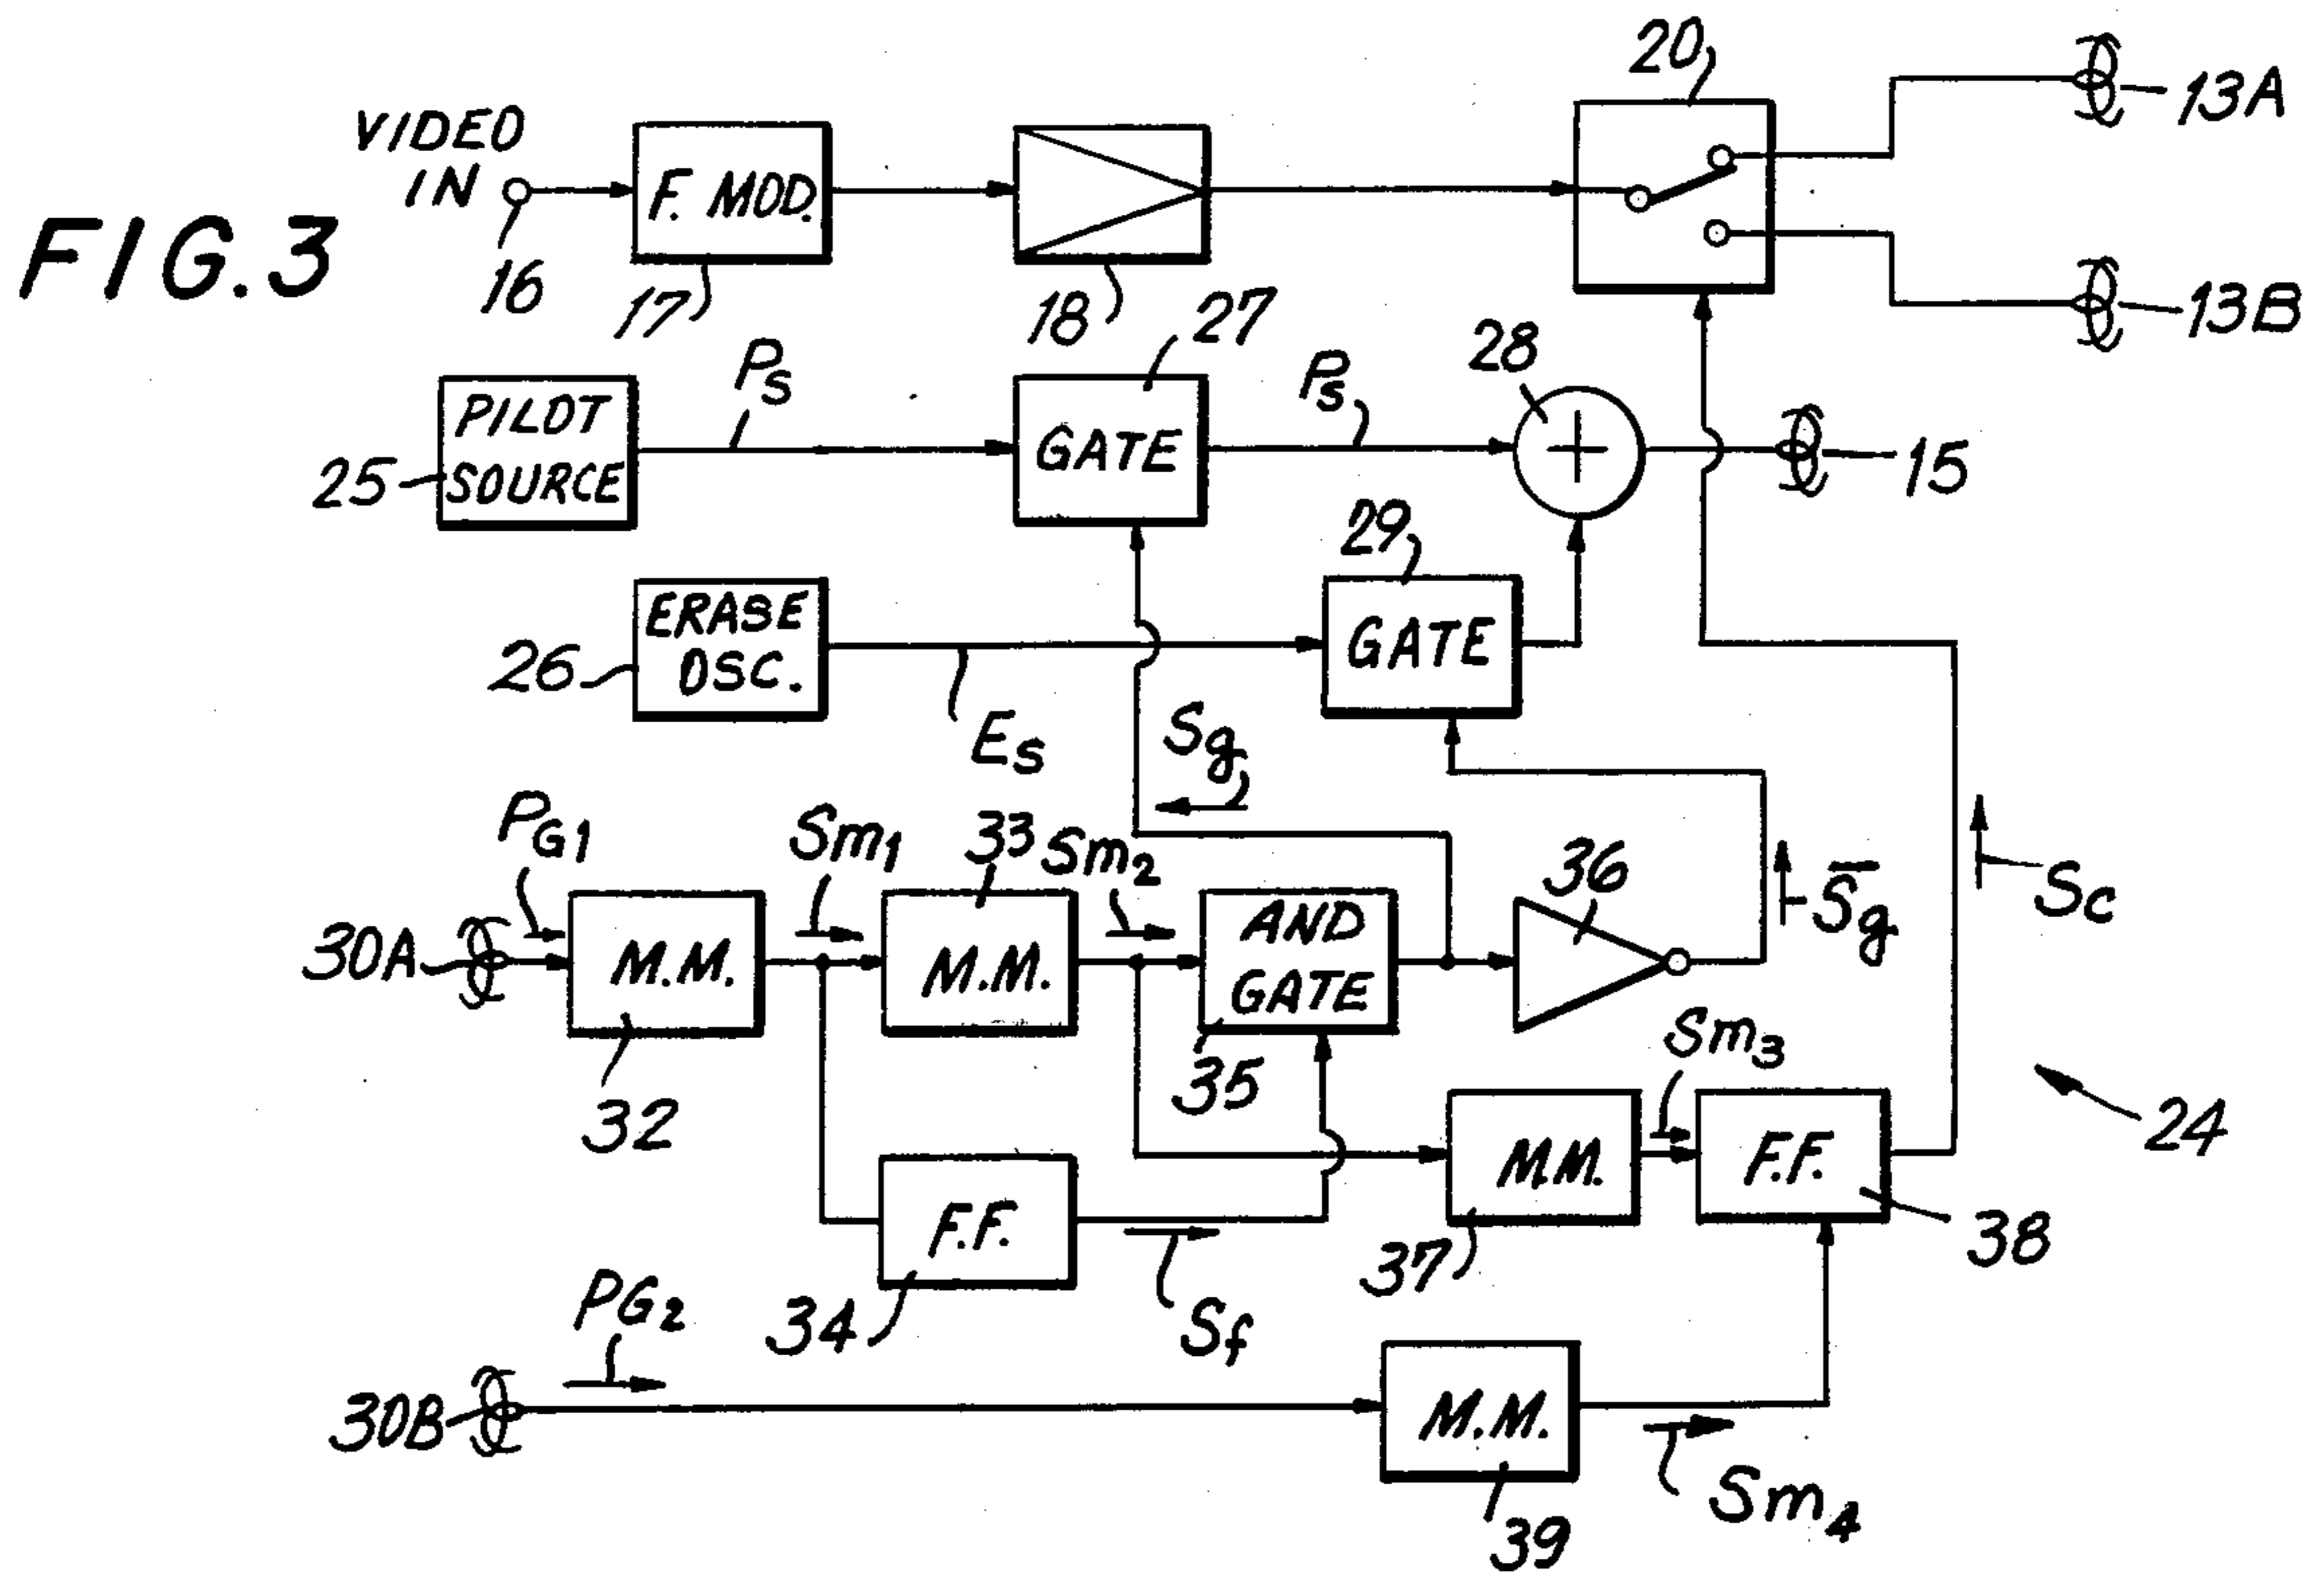 FIG.3
VIDEO
IN
16
F. MOD.
17
18
20
13A
13B
PILOT
SOURCE
25
Ps
GATE
27
Ps
28
15
ERASE
OSC.
26
Es
GATE
29
Sg
PG1
30A
M.M.
32
Sm1
M.M.
33
Sm2
AND
GATE
35
36
S̄g
Sc
F.F.
34
Sf
M.M.
37
Sm3
F.F.
38
24
PG2
30B
M.M.
39
Sm4